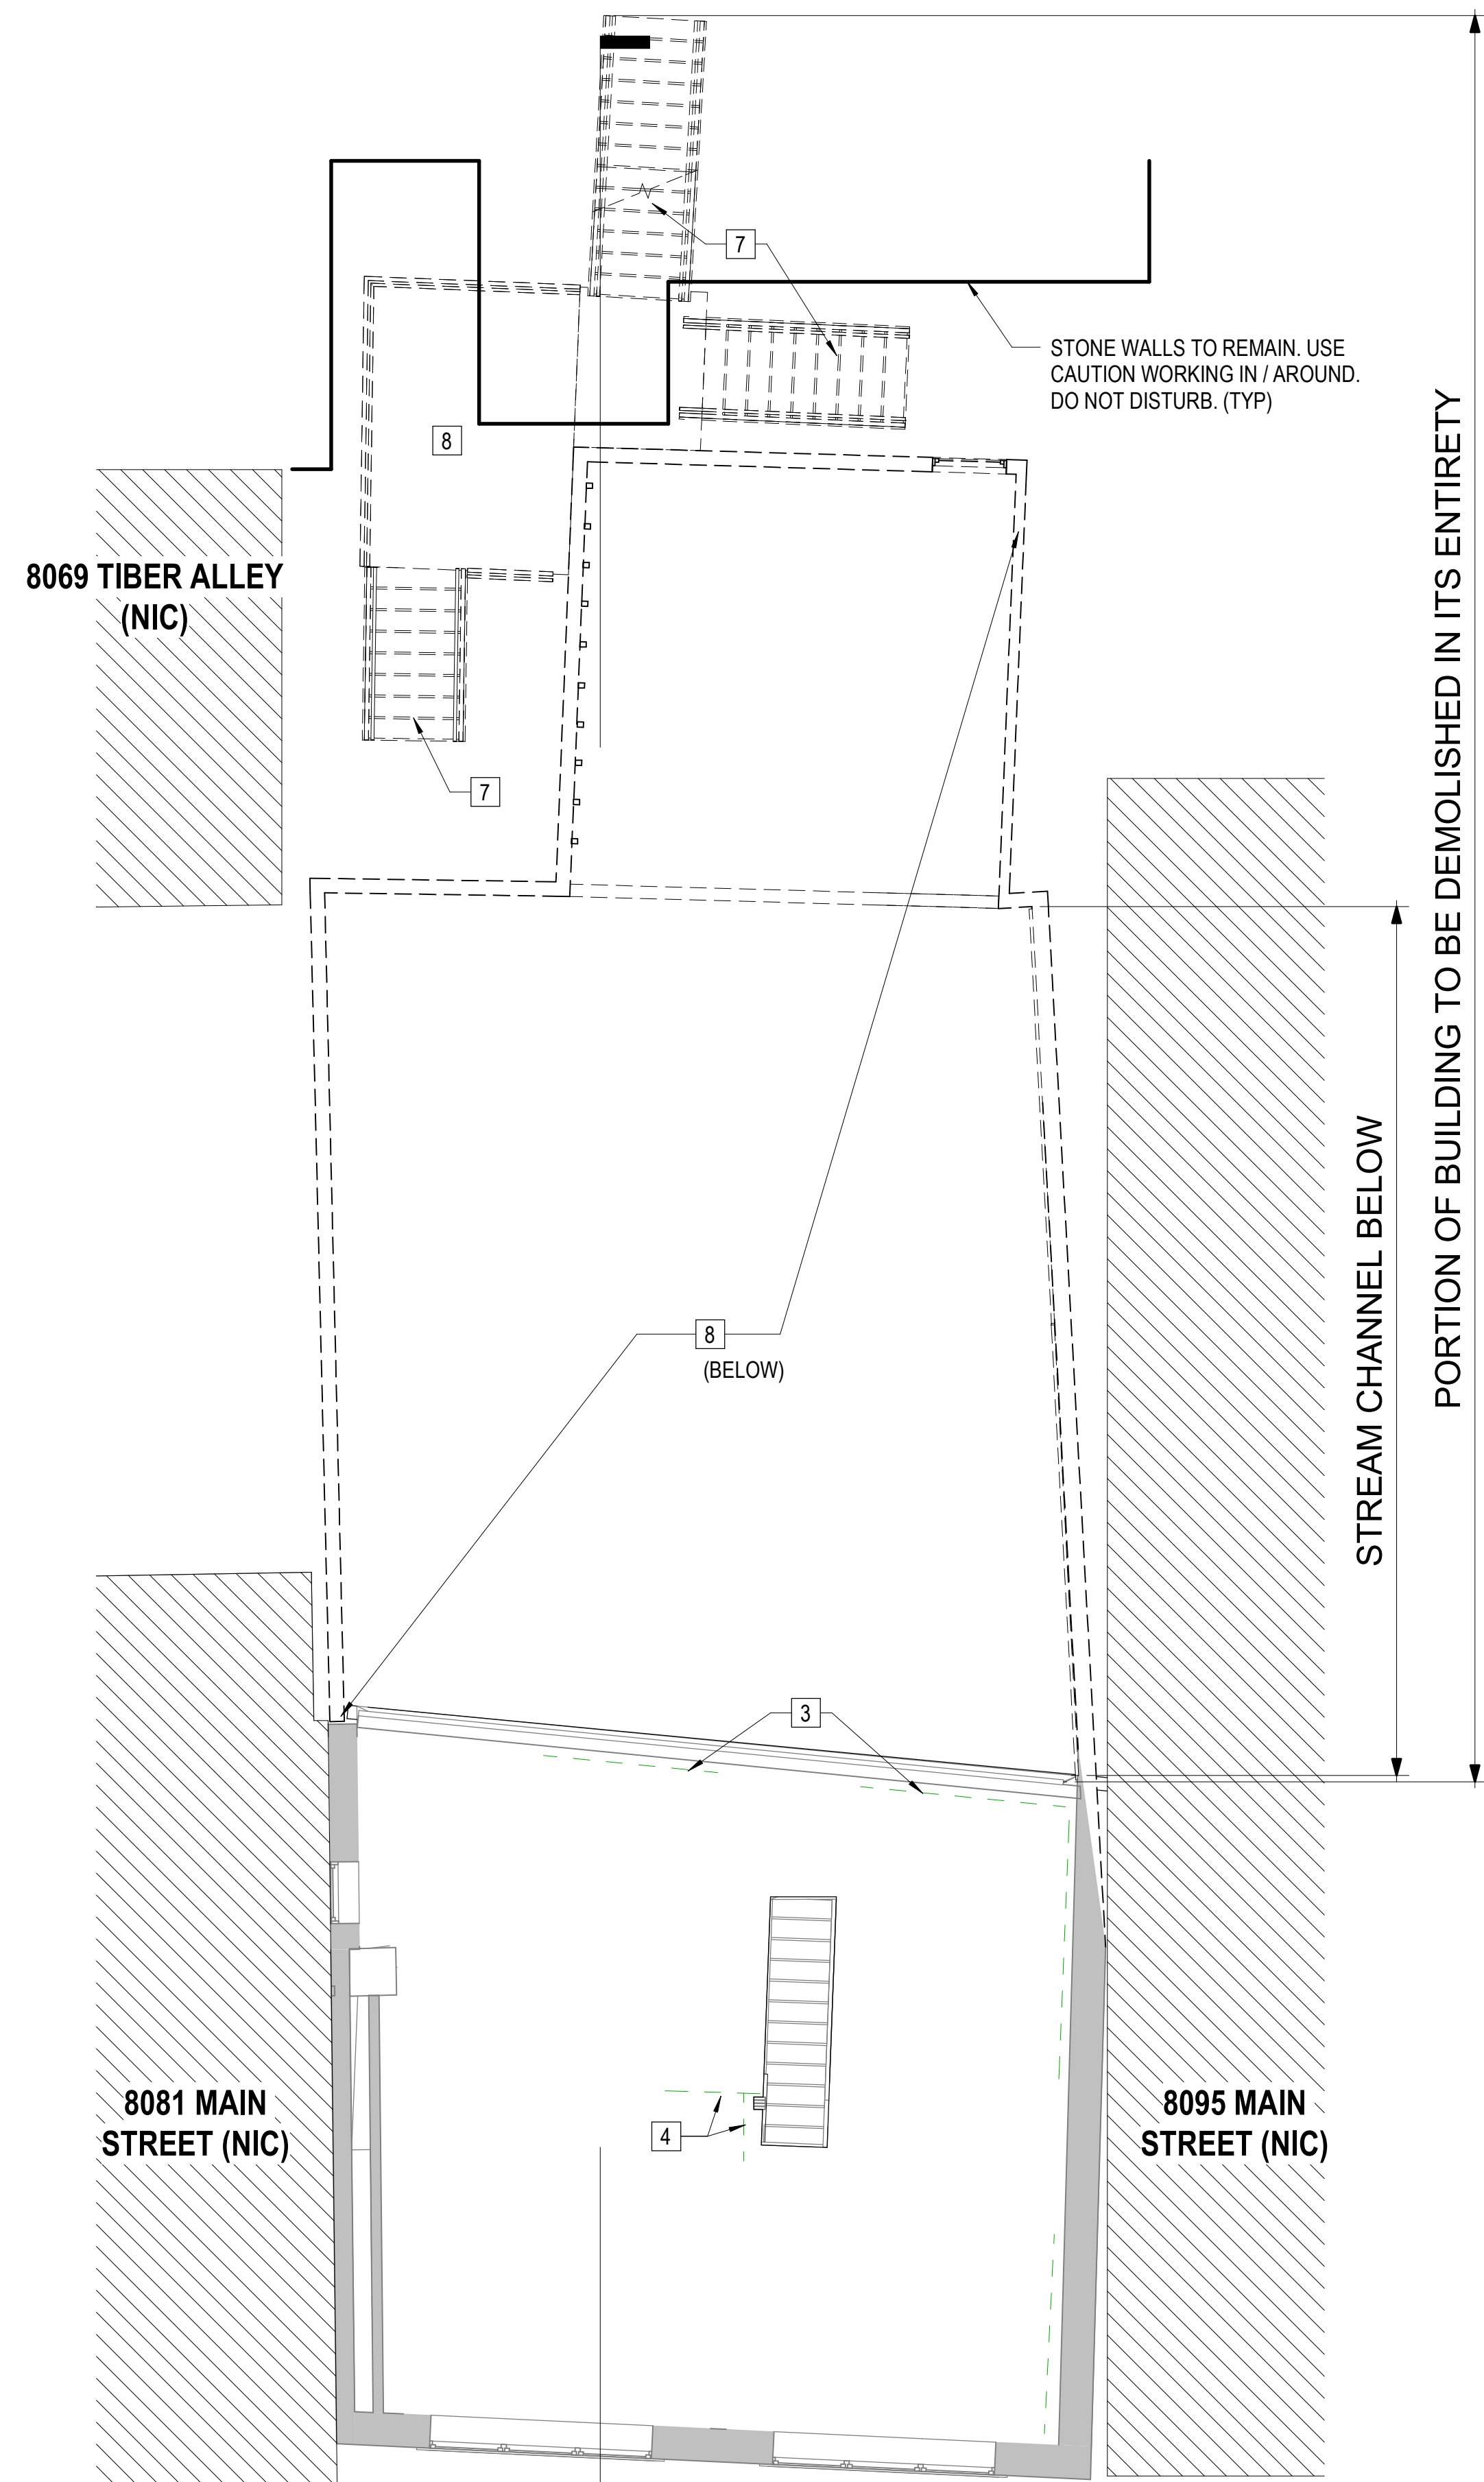 7
STONE WALLS TO REMAIN. USE
CAUTION WORKING IN / AROUND.
DO NOT DISTURB. (TYP)
8
8069 TIBER ALLEY
(NIC)
7
PORTION OF BUILDING TO BE DEMOLISHED IN ITS ENTIRETY
STREAM CHANNEL BELOW
8
(BELOW)
3
8081 MAIN
STREET (NIC)
4
8095 MAIN
STREET (NIC)